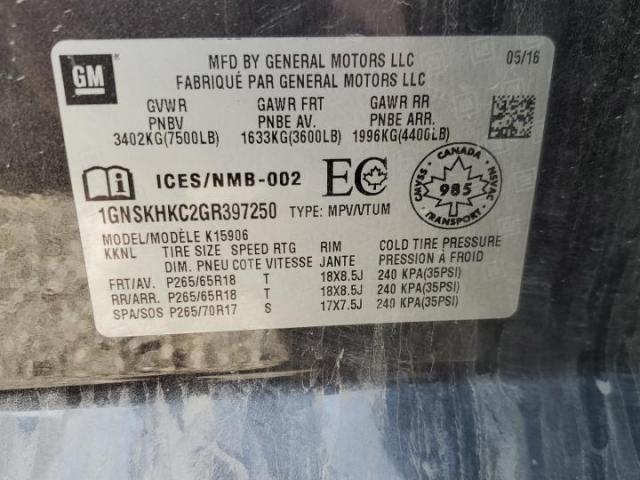 GM
MFD BY GENERAL MOTORS LLC 05/16
FABRIQUÉ PAR GENERAL MOTORS LLC
GVWR GAWR FRT GAWR RR
PNBV PNBE AV. PNBE ARR.
3402KG(7500LB) 1633KG(3600LB) 1996KG(4400LB)
ICES/NMB-002 EC
CANADA
CMVSS NSVAC
985
TRANSPORT
1GNSKHKC2GR397250 TYPE: MPV/VTUM
MODEL/MODÈLE K15906
KKNL TIRE SIZE SPEED RTG RIM COLD TIRE PRESSURE
DIM. PNEU COTE VITESSE JANTE PRESSION À FROID
FRT/AV. P265/65R18 T 18X8.5J 240 KPA(35PSI)
RR/ARR. P265/65R18 T 18X8.5J 240 KPA(35PSI)
SPA/SOS P265/70R17 S 17X7.5J 240 KPA(35PSI)